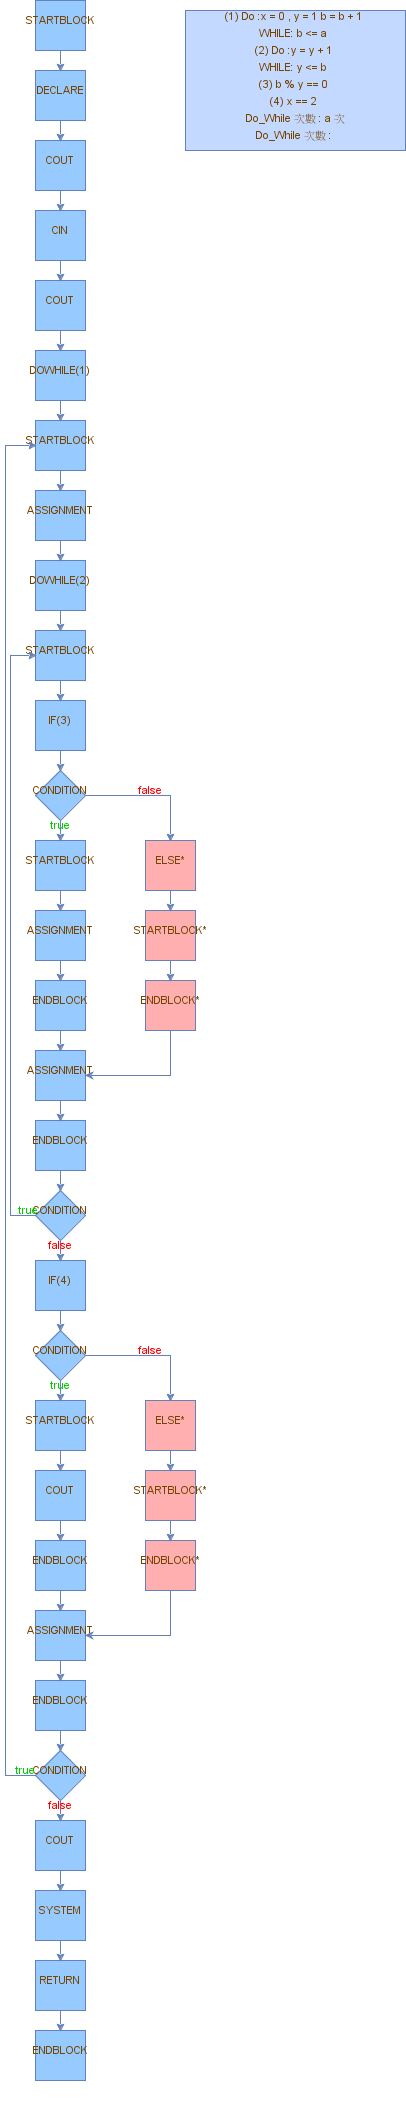 STARTBLOCK
(1) Do :x = 0 , y = 1 b = b + 1
WHILE: b <= a
(2) Do :y = y + 1
WHILE: y <= b
(3) b % y == 0
(4) x == 2
Do_While 次數 : a 次
Do_While 次數 :
DECLARE
COUT
CIN
COUT
DOWHILE(1)
STARTBLOCK
ASSIGNMENT
DOWHILE(2)
STARTBLOCK
IF(3)
CONDITION
false
true
STARTBLOCK
ELSE*
ASSIGNMENT
STARTBLOCK*
ENDBLOCK
ENDBLOCK*
ASSIGNMENT
ENDBLOCK
CONDITION
true
false
IF(4)
CONDITION
false
true
STARTBLOCK
ELSE*
COUT
STARTBLOCK*
ENDBLOCK
ENDBLOCK*
ASSIGNMENT
ENDBLOCK
CONDITION
true
false
COUT
SYSTEM
RETURN
ENDBLOCK